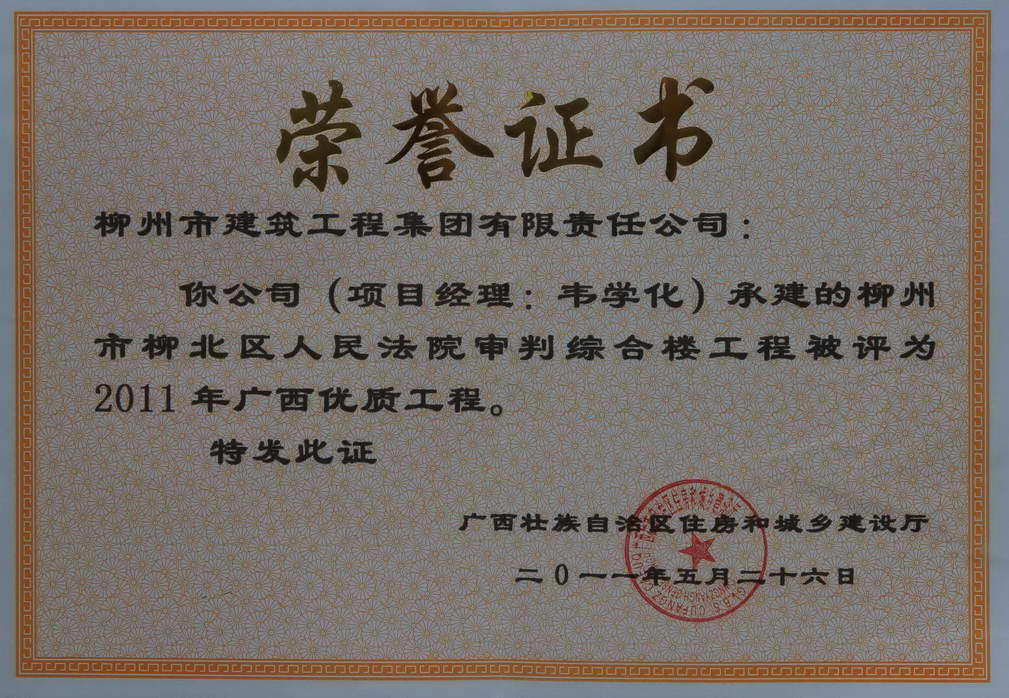 荣誉证书
柳州市建筑工程集团有限责任公司：
你公司（项目经理：韦学化）承建的柳州
市柳北区人民法院审判综合楼工程被评为
2011年广西优质工程。
特发此证
广西壮族自治区住房和城乡建设厅
二0一一年五月二十六日